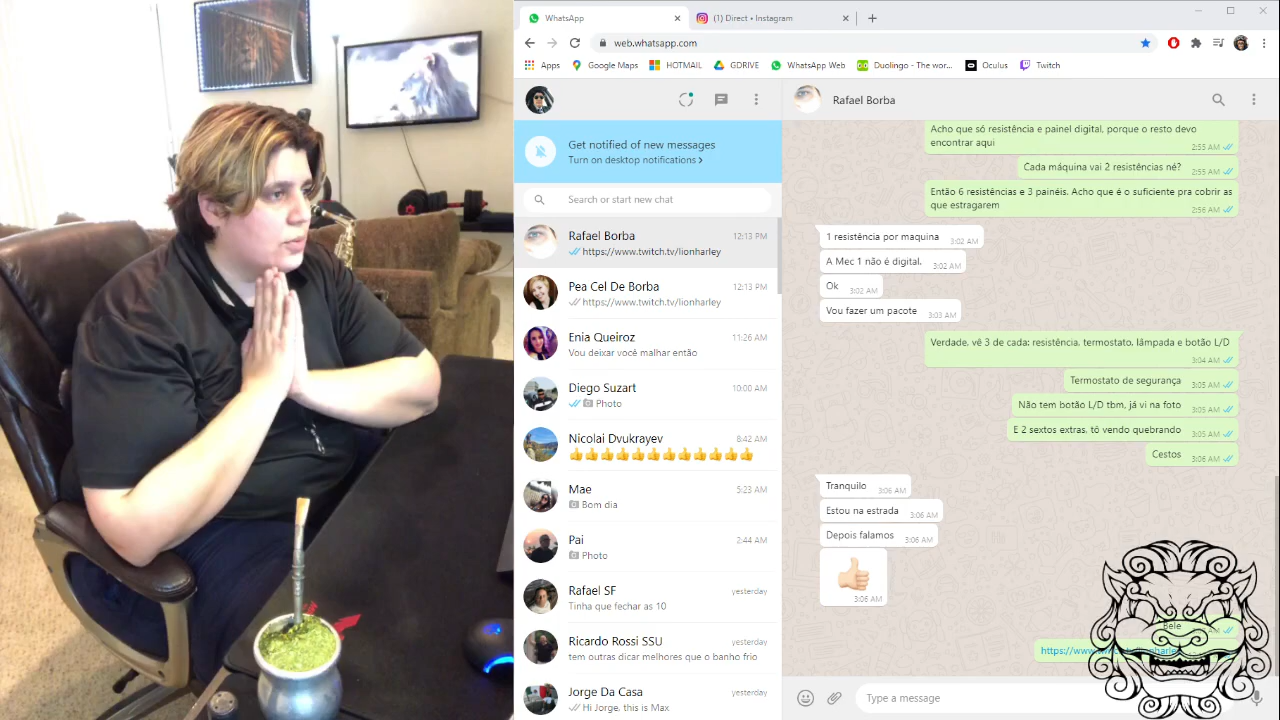 WhatsApp
(1) Direct • Instagram
web.whatsapp.com
Apps
Google Maps
HOTMAIL
GDRIVE
WhatsApp Web
Duolingo - The wor...
Oculus
Twitch
Get notified of new messages
Turn on desktop notifications
Search or start new chat
Rafael Borba 12:13 PM
https://www.twitch.tv/lionharley
Pea Cel De Borba 12:13 PM
https://www.twitch.tv/lionharley
Enia Queiroz 11:26 AM
Vou deixar você malhar então
Diego Suzart 10:00 AM
Photo
Nicolai Dvukrayev 8:42 AM
👍👍👍👍👍👍👍👍👍👍👍👍
Mae 5:23 AM
Bom dia
Pai 2:44 AM
Photo
Rafael SF yesterday
Tinha que fechar as 10
Ricardo Rossi SSU yesterday
tem outras dicar melhores que o banho frio
Jorge Da Casa yesterday
Hi Jorge, this is Max
Rafael Borba
Acho que só resistência e painel digital, porque o resto devo
encontrar aqui
2:55 AM
Cada máquina vai 2 resistências né? 2:55 AM
Então 6 resistências e 3 painéis. Acho que é o suficiente pra cobrir as
que estragarem
2:56 AM
1 resistência por maquina 3:02 AM
A Mec 1 não é digital. 3:02 AM
Ok 3:02 AM
Vou fazer um pacote 3:03 AM
Verdade, vê 3 de cada: resistência, termostato, lâmpada e botão L/D
3:04 AM
Termostato de segurança 3:05 AM
Não tem botão L/D tbm, já vi na foto 3:05 AM
E 2 sextos extras, tô vendo quebrando 3:05 AM
Cestos 3:06 AM
Tranquilo 3:06 AM
Estou na estrada 3:06 AM
Depois falamos 3:06 AM
👍🏻
3:06 AM
Bele
Type a message